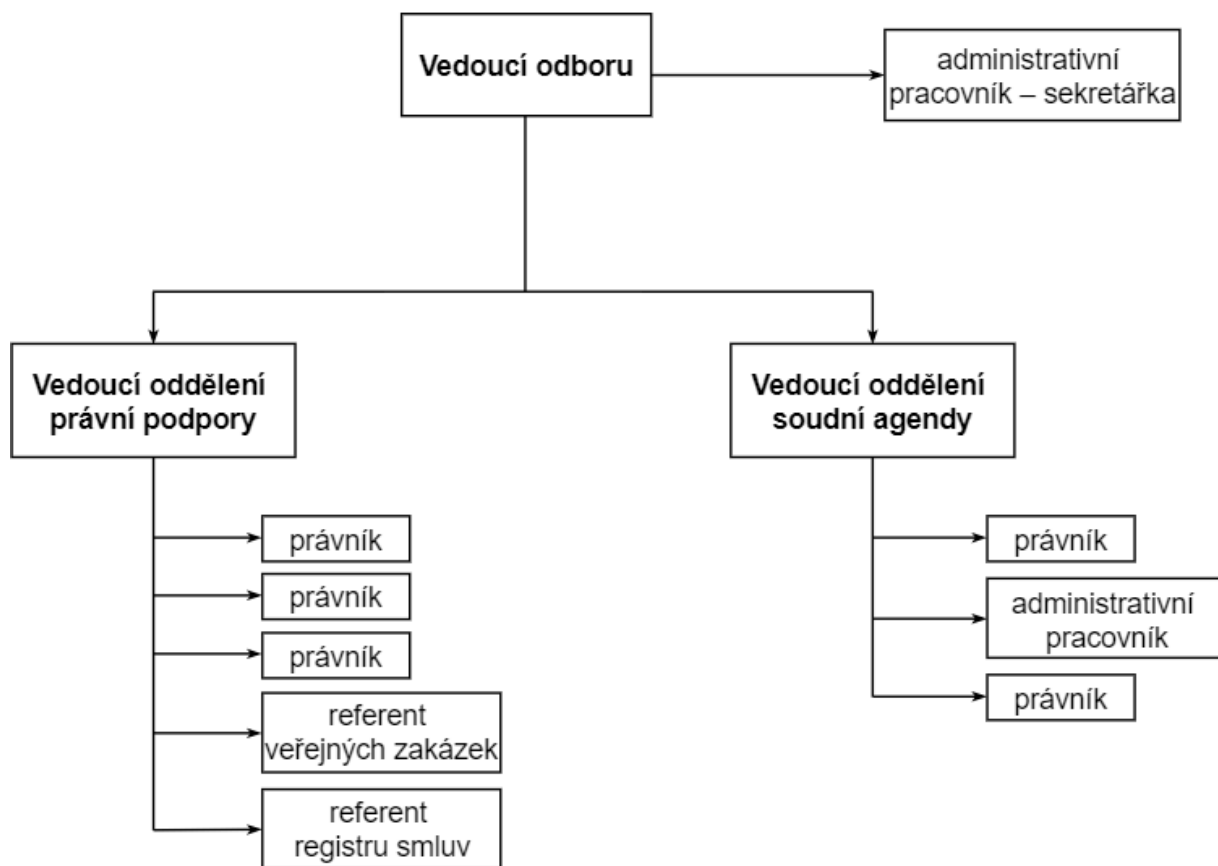 Vedoucí odboru
administrativní
pracovník – sekretářka
Vedoucí oddělení
právní podpory
právník
právník
právník
referent
veřejných zakázek
referent
registru smluv
Vedoucí oddělení
soudní agendy
právník
administrativní
pracovník
právník